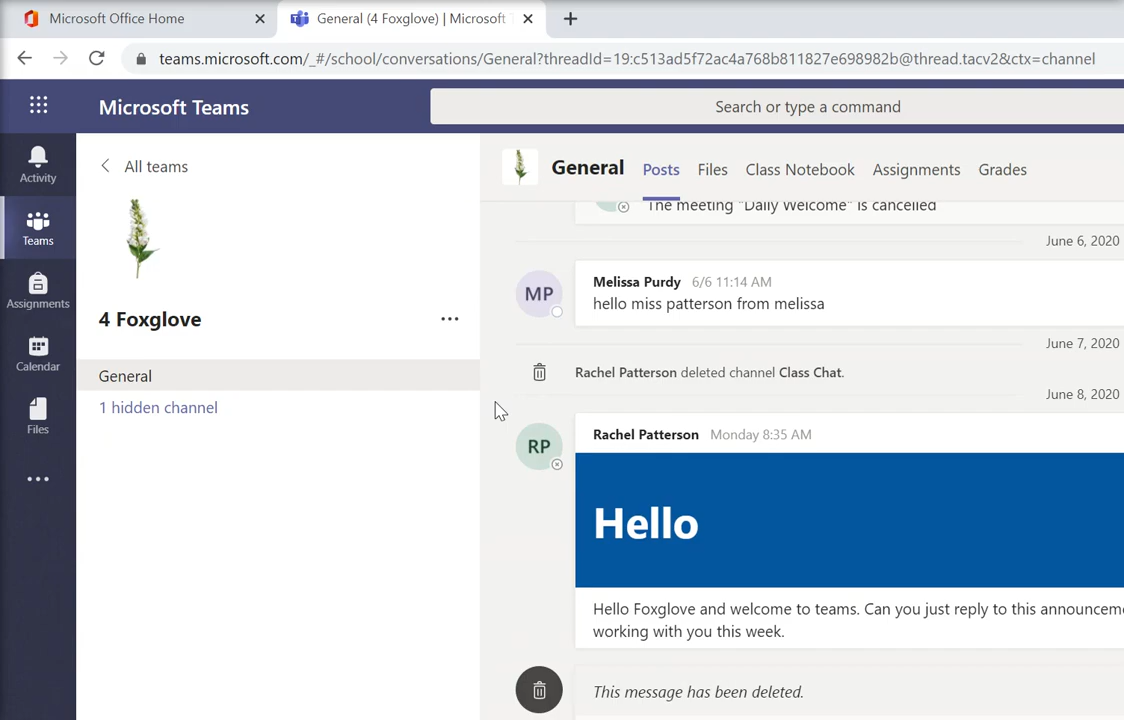 Microsoft Office Home
General (4 Foxglove) | Microsoft
teams.microsoft.com/_#/school/conversations/General?threadId=19:c513ad5f72ac4a768b811827e698982b@thread.tacv2&ctx=channel
Microsoft Teams
Search or type a command
Activity
Teams
Assignments
Calendar
Files
All teams
4 Foxglove
General
1 hidden channel
General Posts Files Class Notebook Assignments Grades
The meeting "Daily Welcome" is cancelled
June 6, 2020
MP
Melissa Purdy 6/6 11:14 AM
hello miss patterson from melissa
June 7, 2020
Rachel Patterson deleted channel Class Chat.
June 8, 2020
RP
Rachel Patterson Monday 8:35 AM
Hello
Hello Foxglove and welcome to teams. Can you just reply to this announcem
working with you this week.
This message has been deleted.